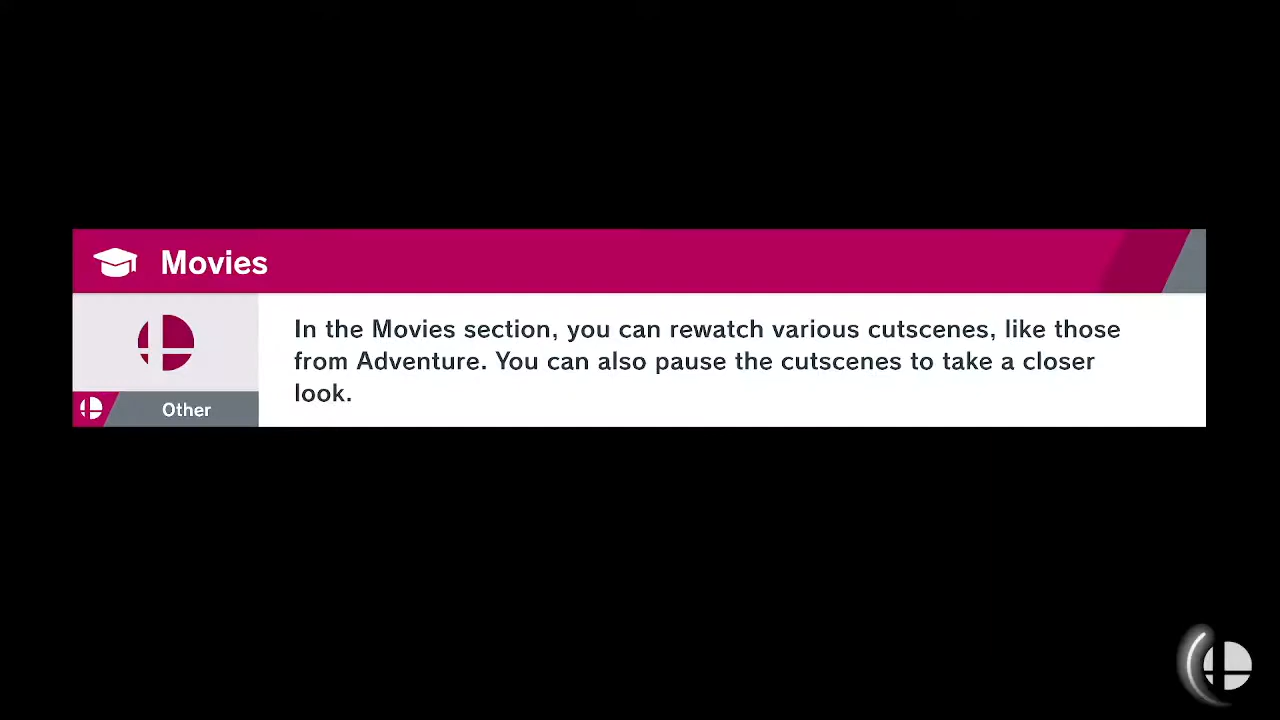 Movies
In the Movies section, you can rewatch various cutscenes, like those
from Adventure. You can also pause the cutscenes to take a closer
look.
Other